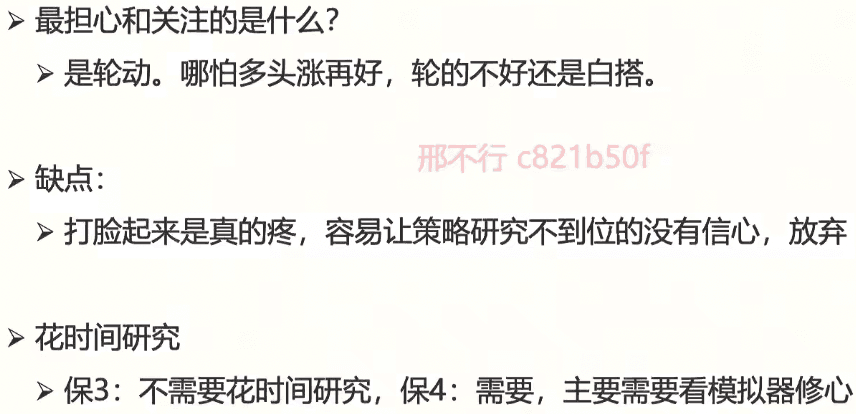 ➢ 最担心和关注的是什么？
➢ 是轮动。哪怕多头涨再好，轮的不好还是白搭。
邢不行 c821b50f
➢ 缺点：
➢ 打脸起来是真的疼，容易让策略研究不到位的没有信心，放弃
➢ 花时间研究
➢ 保3：不需要花时间研究，保4：需要，主要需要看模拟器修心